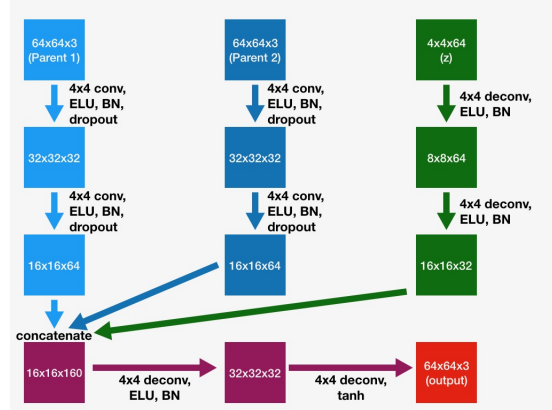 64x64x3
(Parent 1)
64x64x3
(Parent 2)
4x4x64
(z)
4x4 conv,
ELU, BN,
dropout
4x4 conv,
ELU, BN,
dropout
4x4 deconv,
ELU, BN
32x32x32
32x32x32
8x8x64
4x4 conv,
ELU, BN,
dropout
4x4 conv,
ELU, BN,
dropout
4x4 deconv,
ELU, BN
16x16x64
16x16x64
16x16x32
concatenate
16x16x160
4x4 deconv,
ELU, BN
32x32x32
4x4 deconv,
tanh
64x64x3
(output)